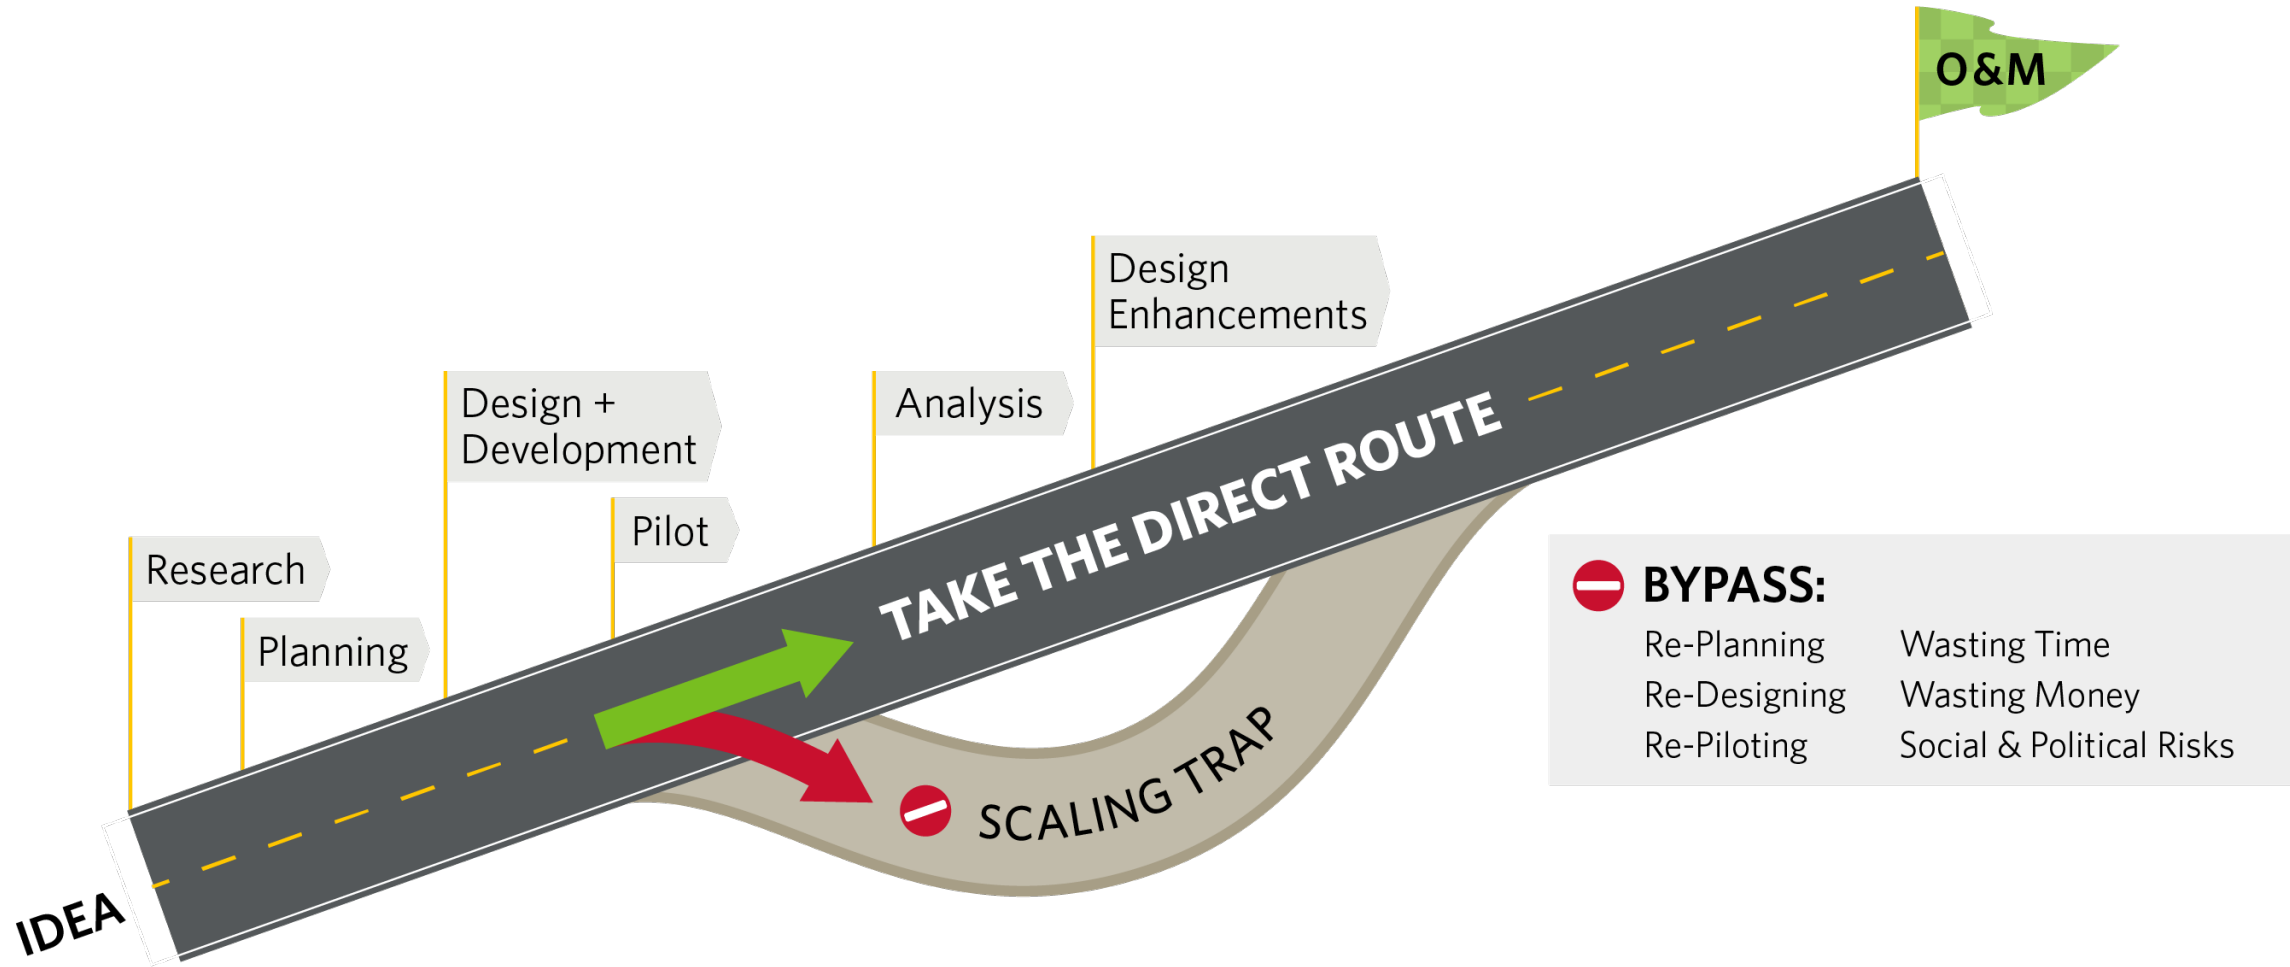 O&M
Design
Enhancements
Design +
Development
Analysis
Pilot
Research
Planning
TAKE THE DIRECT ROUTE
IDEA
SCALING TRAP
BYPASS:
Re-Planning
Re-Designing
Re-Piloting
Wasting Time
Wasting Money
Social & Political Risks